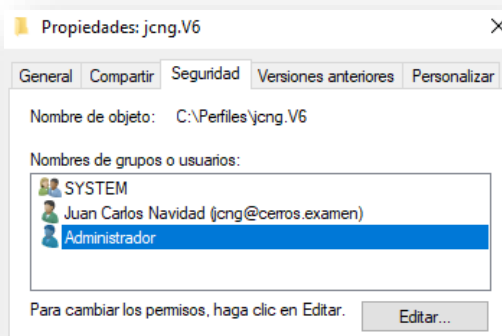 Propiedades: jcng.V6
General Compartir Seguridad Versiones anteriores Personalizar
Nombre de objeto: C:\Perfiles\jcng.V6
Nombres de grupos o usuarios:
SYSTEM
Juan Carlos Navidad (jcng@cerros.examen)
Administrador
Para cambiar los permisos, haga clic en Editar. Editar...